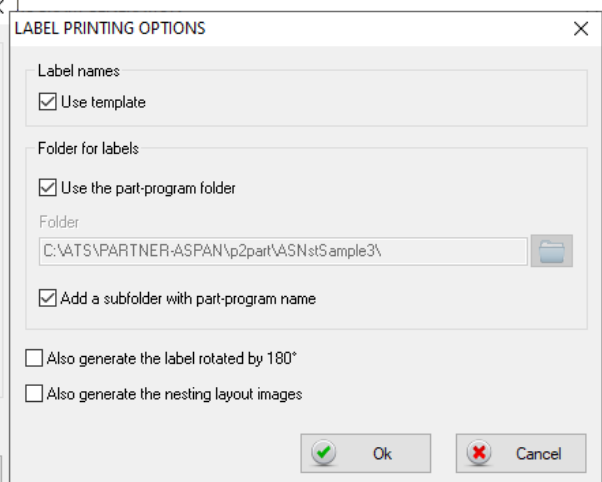 LABEL PRINTING OPTIONS
Label names
Use template
Folder for labels
Use the part-program folder
Folder
C:\ATS\PARTNER-ASPAN\p2part\ASNstSample3\
Add a subfolder with part-program name
Also generate the label rotated by 180°
Also generate the nesting layout images
Ok Cancel